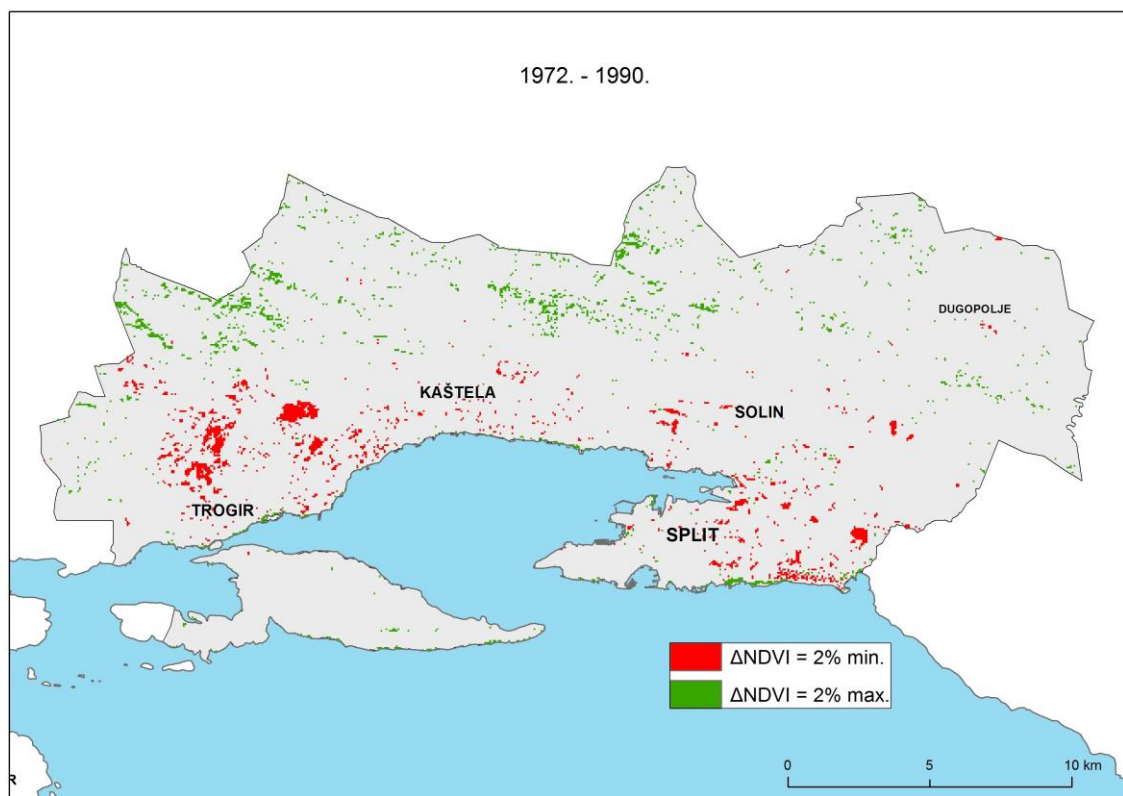 1972. - 1990.
DUGOPOLJE
KAŠTELA
SOLIN
TROGIR
SPLIT
ΔNDVI = 2% min.
ΔNDVI = 2% max.
0 5 10 km
R